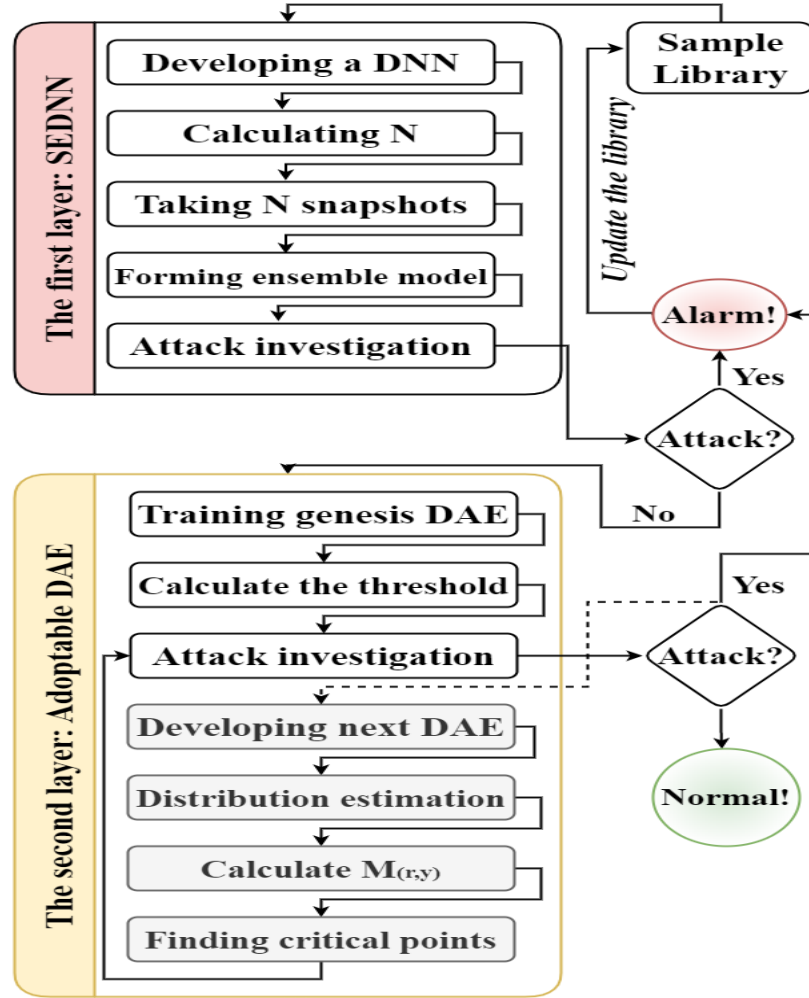 The first layer: SEDNN
Developing a DNN
Calculating N
Taking N snapshots
Forming ensemble model
Attack investigation
Sample
Library
Update the library
Alarm!
Yes
Attack?
No
The second layer: Adoptable DAE
Training genesis DAE
Calculate the threshold
Attack investigation
Developing next DAE
Distribution estimation
Calculate M(r,y)
Finding critical points
Yes
Attack?
Normal!